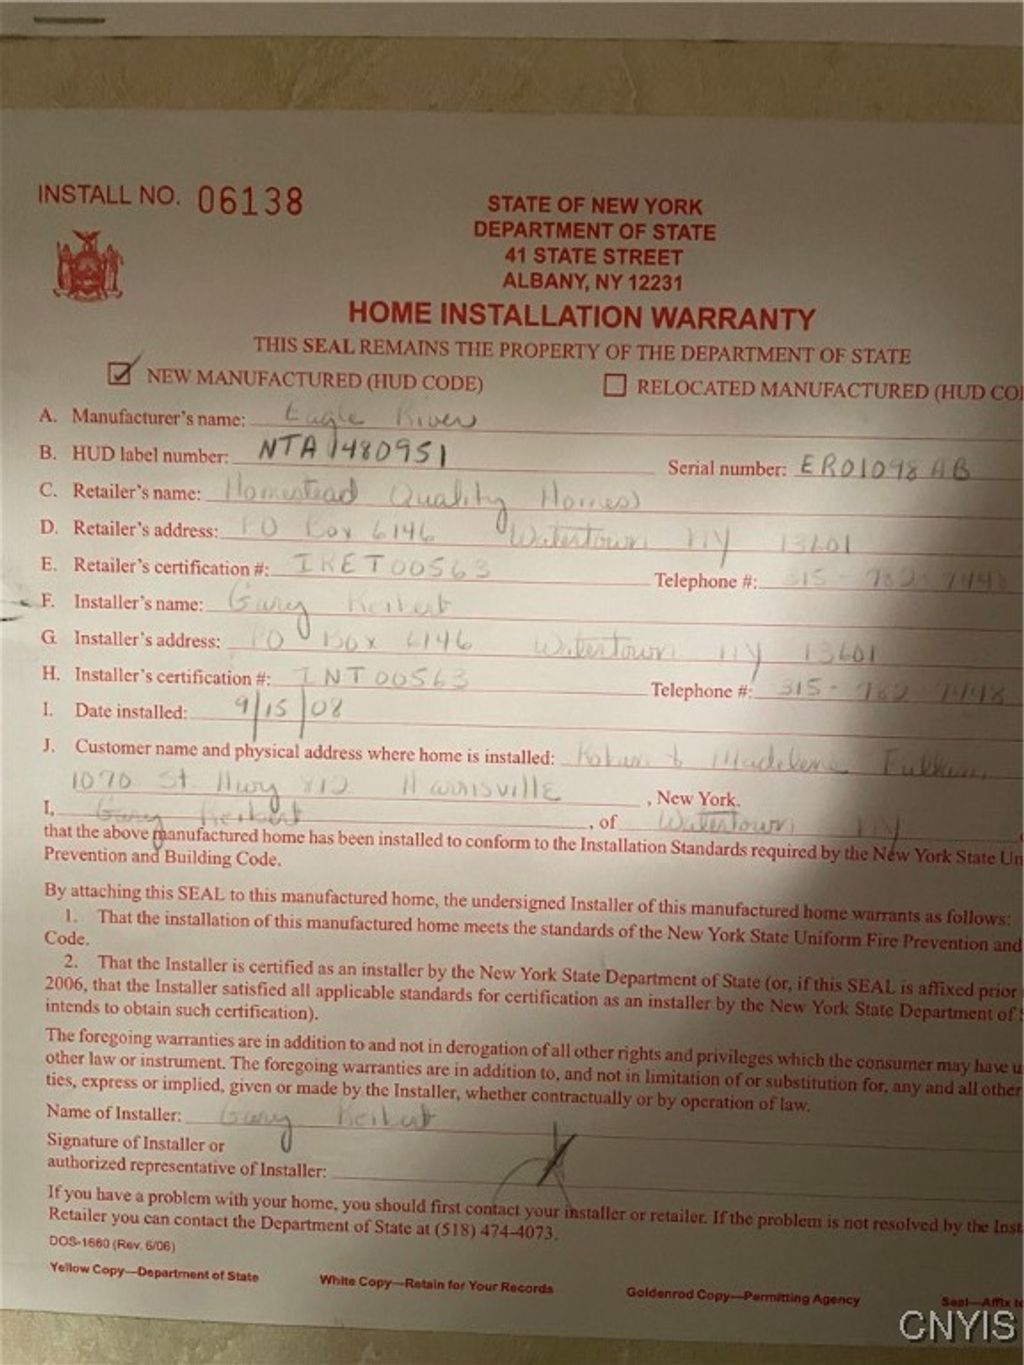 INSTALL NO. 06138
STATE OF NEW YORK
DEPARTMENT OF STATE
41 STATE STREET
ALBANY, NY 12231
HOME INSTALLATION WARRANTY
THIS SEAL REMAINS THE PROPERTY OF THE DEPARTMENT OF STATE
NEW MANUFACTURED (HUD CODE) RELOCATED MANUFACTURED (HUD
A. Manufacturer's name: Eagle River
B. HUD label number: NTA 1480951 Serial number: ER01098AB
C. Retailer's name: Homestead Quality Homes
D. Retailer's address: PO Box 6146 Watertown NY 13601
E. Retailer's certification #: Telephone #: 315-782-7448
F. Installer's name: Gary
G. Installer's address: PO Box 6146 Watertown NY 13601
H. Installer's certification #: INT00563 Telephone #: 315-782-7448
I. Date installed: 9/15/08
J. Customer name and physical address where home is installed: &
1070 St. Hwy 812 Harrisville , New York.
I, Gary , of Watertown NY
that the above manufactured home has been installed to conform to the Installation Standards required by the New York State
Prevention and Building Code.
By attaching this SEAL to this manufactured home, the undersigned Installer of this manufactured home warrants as follows:
1. That the installation of this manufactured home meets the standards of the New York State Uniform Fire Prevention and
Code.
2. That the Installer is certified as an installer by the New York State Department of State (or, if this SEAL is affixed prior
2006, that the Installer satisfied all applicable standards for certification as an installer by the New York State Department of
intends to obtain such certification).
The foregoing warranties are in addition to and not in derogation of all other rights and privileges which the consumer may have
other law or instrument. The foregoing warranties are in addition to, and not in limitation of or substitution for, any and all other
ties, express or implied, given or made by the Installer, whether contractually or by operation of law.
Name of Installer: Gary
Signature of Installer or
authorized representative of Installer:
If you have a problem with your home, you should first contact your installer or retailer. If the problem is not resolved by the
Retailer you can contact the Department of State at (518) 474-4073.
DOS-1680 (Rev. 6/06)
Yellow Copy—Department of State White Copy—Retain for Your Records Goldenrod Copy—Permitting Agency Seal—Affix
CNYIS